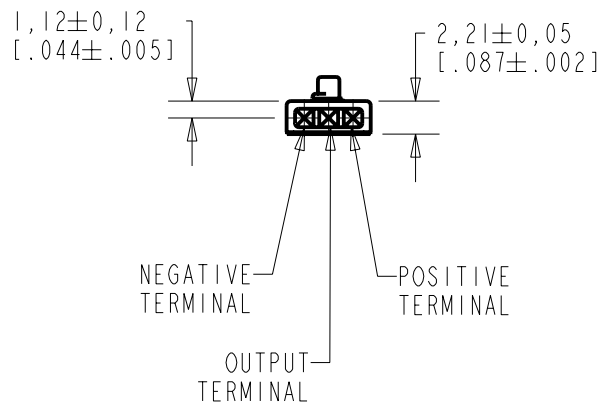 1,12±0,12
[.044±.005]
2,21±0,05
[.087±.002]
NEGATIVE
TERMINAL
POSITIVE
TERMINAL
OUTPUT
TERMINAL